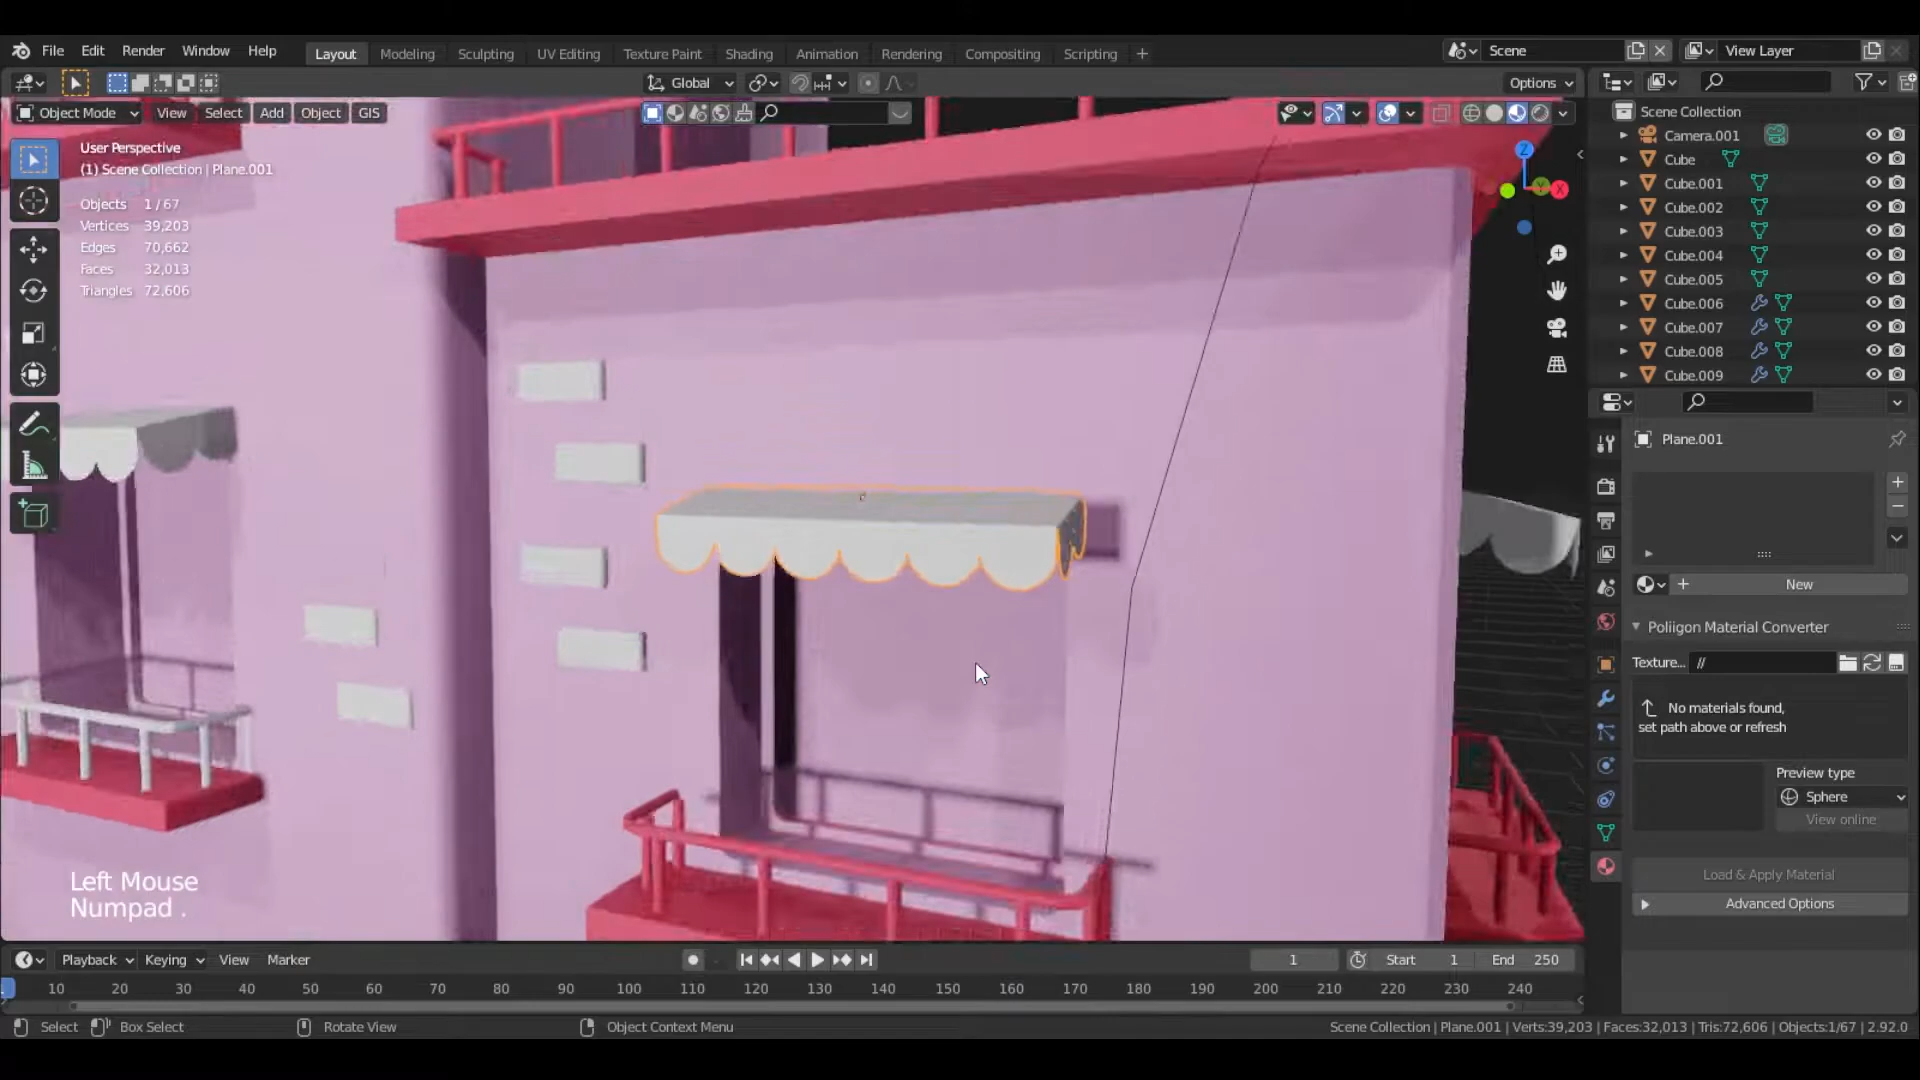 File Edit Render Window Help Layout Modeling Sculpting UV Editing Texture Paint Shading Animation Rendering Compositing Scripting + Scene View Layer
Global Options
Object Mode View Select Add Object GIS
User Perspective
(1) Scene Collection | Plane.001
Objects 1 / 67
Vertices 39,203
Edges 70,662
Faces 32,013
Triangles 72,606
Z
Y
X
Left Mouse
Numpad .
Scene Collection
Camera.001
Cube
Cube.001
Cube.002
Cube.003
Cube.004
Cube.005
Cube.006
Cube.007
Cube.008
Cube.009
Plane.001
New
Poliigon Material Converter
Texture... //
No materials found,
set path above or refresh
Preview type
Sphere
View online
Load & Apply Material
Advanced Options
Playback Keying View Marker 1 Start 1 End 250
10 20 30 40 50 60 70 80 90 100 110 120 130 140 150 160 170 180 190 200 210 220 230 240
Select Box Select Rotate View Object Context Menu Scene Collection | Plane.001 | Verts:39,203 | Faces:32,013 | Tris:72,606 | Objects:1/67 | 2.92.0